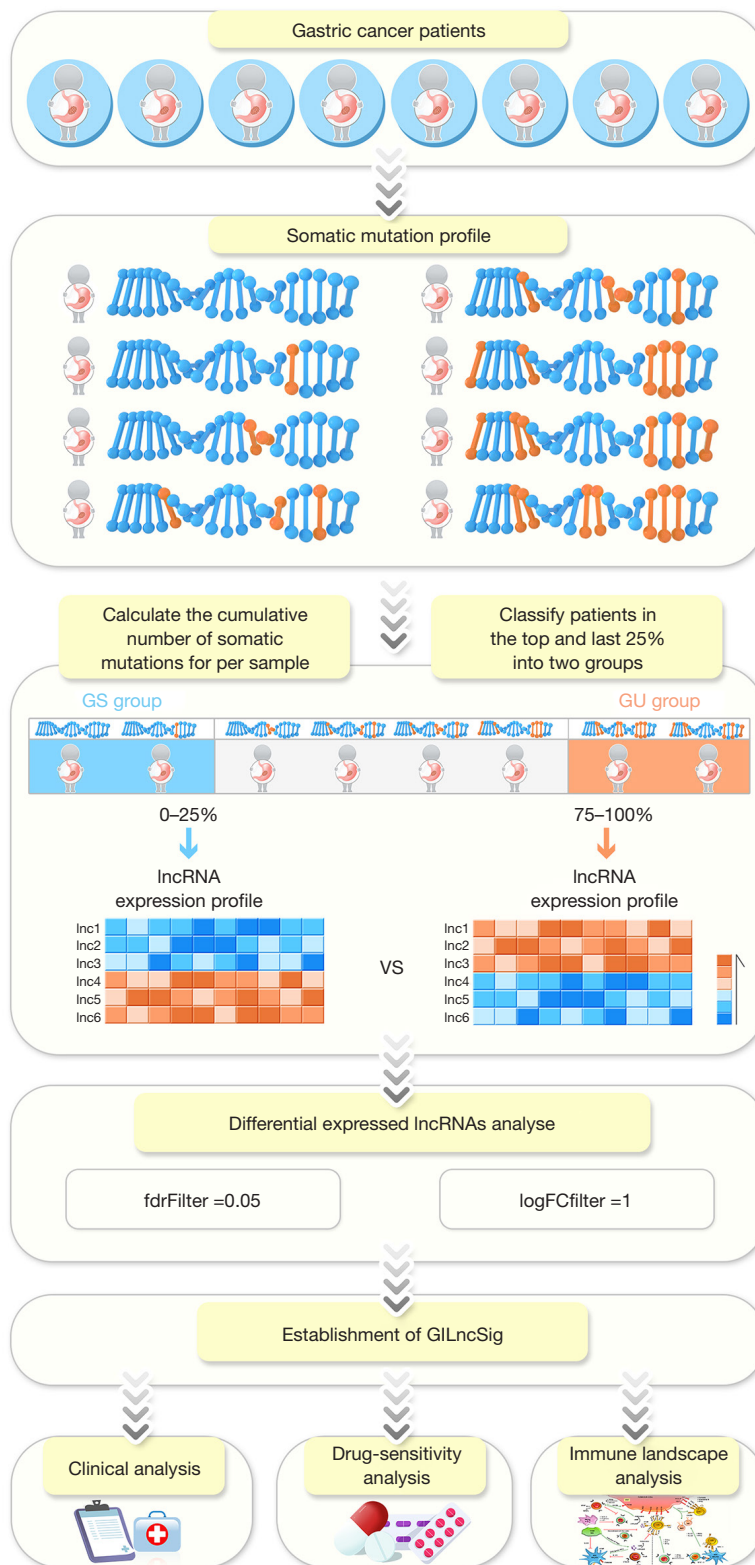 Gastric cancer patients
Somatic mutation profile
Calculate the cumulative
number of somatic
mutations for per sample
Classify patients in
the top and last 25%
into two groups
GS group
GU group
0–25%
75–100%
lncRNA
expression profile
lncRNA
expression profile
lnc1
lnc2
lnc3
lnc4
lnc5
lnc6
VS
lnc1
lnc2
lnc3
lnc4
lnc5
lnc6
Differential expressed lncRNAs analyse
fdrFilter =0.05
logFCfilter =1
Establishment of GILncSig
Clinical analysis
Drug-sensitivity
analysis
Immune landscape
analysis